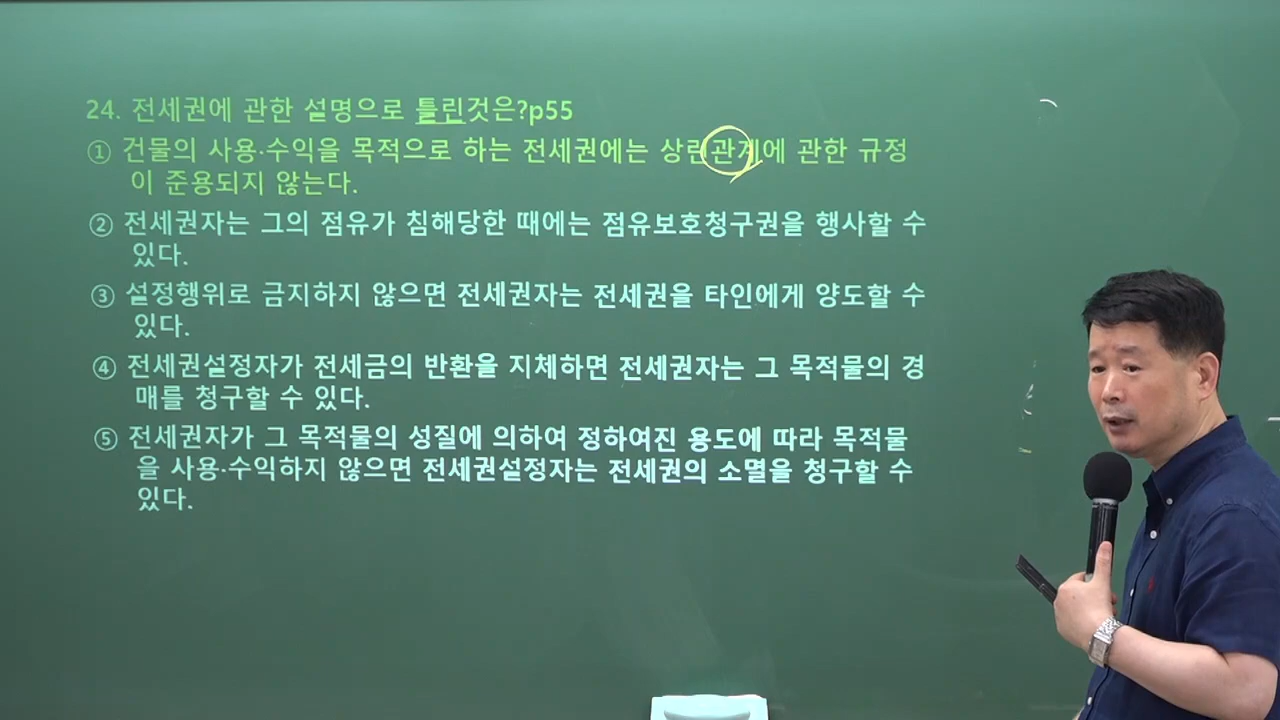 24. 전세권에 관한 설명으로 틀린것은?p55
① 건물의 사용·수익을 목적으로 하는 전세권에는 상린관계에 관한 규정
이 준용되지 않는다.
② 전세권자는 그의 점유가 침해당한 때에는 점유보호청구권을 행사할 수
있다.
③ 설정행위로 금지하지 않으면 전세권자는 전세권을 타인에게 양도할 수
있다.
④ 전세권설정자가 전세금의 반환을 지체하면 전세권자는 그 목적물의 경
매를 청구할 수 있다.
⑤ 전세권자가 그 목적물의 성질에 의하여 정하여진 용도에 따라 목적물
을 사용·수익하지 않으면 전세권설정자는 전세권의 소멸을 청구할 수
있다.